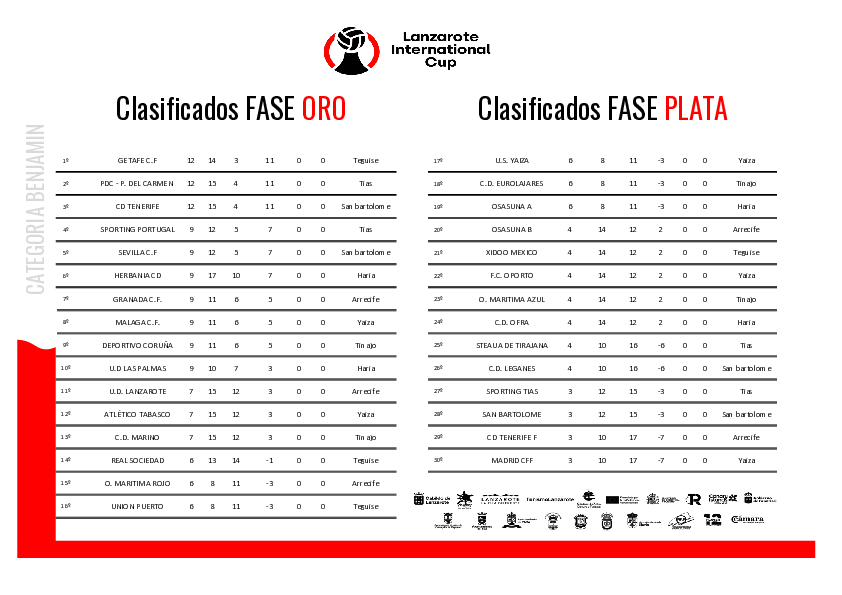 Lanzarote
International
Cup
Clasificados FASE ORO
CATEGORIA BENJAMIN
1º GETAFE C.F 12 14 3 11 0 0 Teguise
2º PDC - P. DEL CARMEN 12 15 4 11 0 0 Tias
3º CD TENERIFE 12 15 4 11 0 0 San bartolome
4º SPORTING PORTUGAL 9 12 5 7 0 0 Tias
5º SEVILLA C.F 9 12 5 7 0 0 San bartolome
6º HERBANIA C D 9 17 10 7 0 0 Haria
7º GRANADA C.F. 9 11 6 5 0 0 Arrecife
8º MALAGA C.F. 9 11 6 5 0 0 Yaiza
9º DEPORTIVO CORUÑA 9 11 6 5 0 0 Tinajo
10º U.D LAS PALMAS 9 10 7 3 0 0 Haria
11º U.D. LANZAROTE 7 15 12 3 0 0 Arrecife
12º ATLÉTICO TABASCO 7 15 12 3 0 0 Yaiza
13º C.D. MARINO 7 15 12 3 0 0 Tinajo
14º REAL SOCIEDAD 6 13 14 -1 0 0 Teguise
15º O. MARITIMA ROJO 6 8 11 -3 0 0 Arrecife
16º UNION PUERTO 6 8 11 -3 0 0 Teguise
Clasificados FASE PLATA
17º U.S. YAIZA 6 8 11 -3 0 0 Yaiza
18º C.D. EUROLAJARES 6 8 11 -3 0 0 Tinajo
19º OSASUNA A 6 8 11 -3 0 0 Haria
20º OSASUNA B 4 14 12 2 0 0 Arrecife
21º XIDOO MEXICO 4 14 12 2 0 0 Teguise
22º F.C. OPORTO 4 14 12 2 0 0 Yaiza
23º O. MARITIMA AZUL 4 14 12 2 0 0 Tinajo
24º C.D. OFRA 4 14 12 2 0 0 Haria
25º STEAUA DE TIRAJANA 4 10 16 -6 0 0 Tias
26º C.D. LEGANES 4 10 16 -6 0 0 San bartolome
27º SPORTING TIAS 3 12 15 -3 0 0 Tias
28º SAN BARTOLOME 3 12 15 -3 0 0 San bartolome
29º CD TENERIFE F 3 10 17 -7 0 0 Arrecife
30º MADRID CFF 3 10 17 -7 0 0 Yaiza
Cabildo de Lanzarote
LANZAROTE
TurismoLanzarote
Cámara